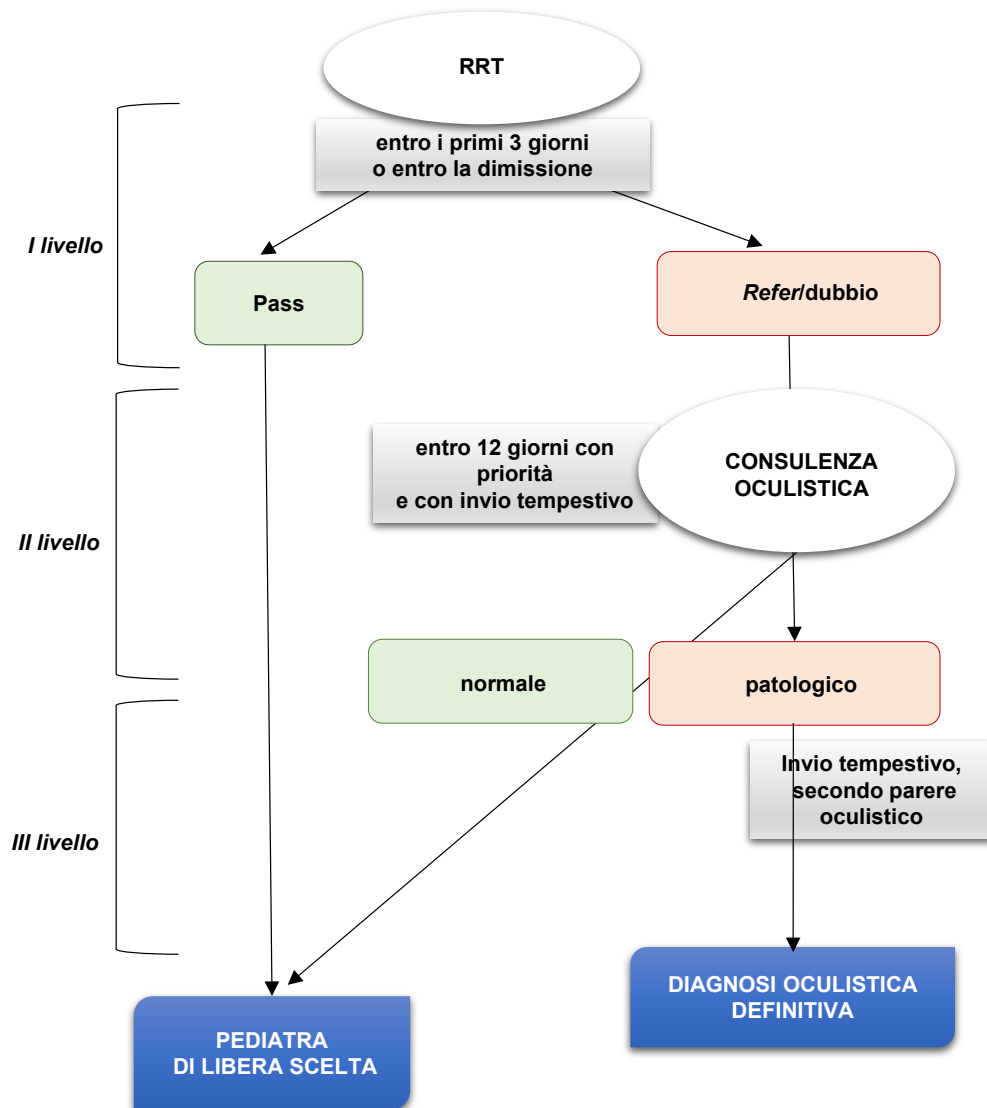 RRT
entro i primi 3 giorni
o entro la dimissione
I livello
Pass
Refer/dubbio
entro 12 giorni con
priorità
e con invio tempestivo
CONSULENZA
OCULISTICA
II livello
normale
patologico
Invio tempestivo,
secondo parere
oculistico
III livello
DIAGNOSI OCULISTICA
DEFINITIVA
PEDIATRA
DI LIBERA SCELTA